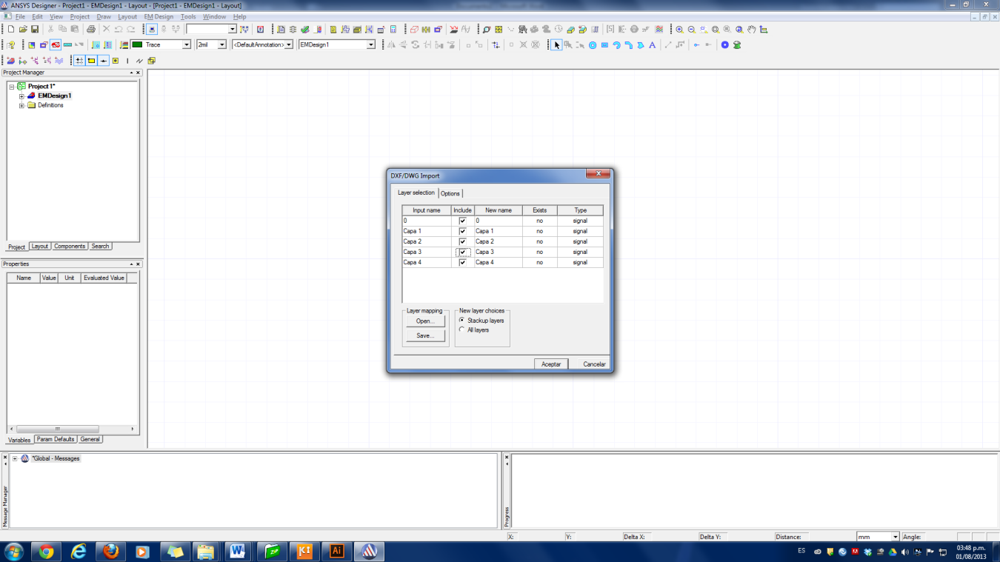 ANSYS Designer - Project1 - EMDesign1 - Layout - [Project1 - EMDesign1 - Layout]
File Edit View Project Draw Layout EM Design Tools Window Help
Trace 2mil <DefaultAnnotation> EMDesign1
Project Manager
Project1*
EMDesign1
Definitions
Project Layout Components Search
Properties
Name Value Unit Evaluated Value
Variables Param Defaults General
DXF/DWG Import
Layer selection Options
Input name Include New name Exists Type
0 0 no signal
Capa 1 Capa 1 no signal
Capa 2 Capa 2 no signal
Capa 3 Capa 3 no signal
Capa 4 Capa 4 no signal
Layer mapping
Open...
Save...
New layer choices
Stackup layers
All layers
Aceptar Cancelar
Message Manager
*Global - Messages
Progress
X: Y: Delta X: Delta Y: Distance: mm Angle:
W ZIP KI Ai
ES
03:48 p.m.
01/08/2013